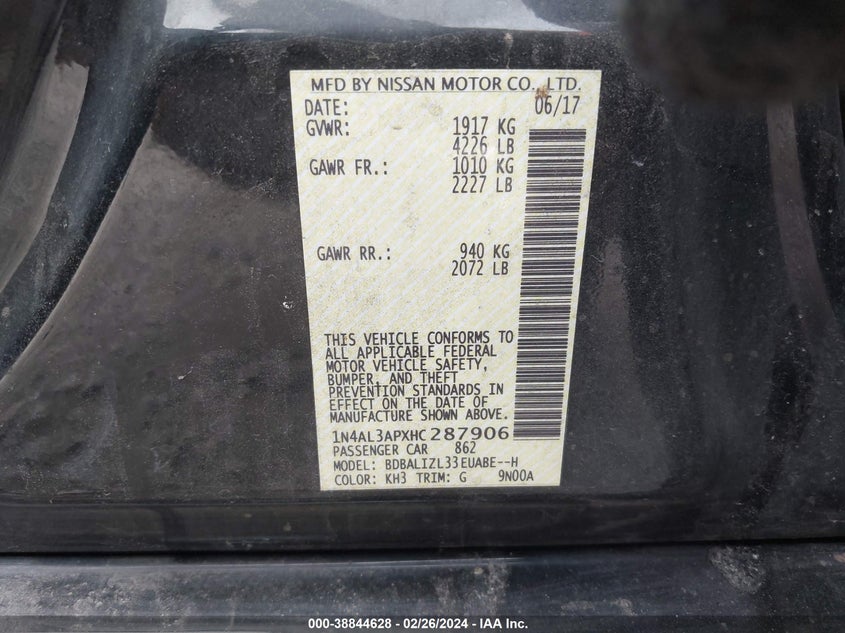 MFD BY NISSAN MOTOR CO., LTD.
DATE: 06/17
GVWR: 1917 KG
4226 LB
GAWR FR.: 1010 KG
2227 LB
GAWR RR.: 940 KG
2072 LB
THIS VEHICLE CONFORMS TO
ALL APPLICABLE FEDERAL
MOTOR VEHICLE SAFETY,
BUMPER, AND THEFT
PREVENTION STANDARDS IN
EFFECT ON THE DATE OF
MANUFACTURE SHOWN ABOVE.
1N4AL3APXHC287906
PASSENGER CAR 862
MODEL: BDBALIZL33EUABE--H
COLOR: KH3 TRIM: G 9N00A
000-38844628 - 02/26/2024 - IAA Inc.